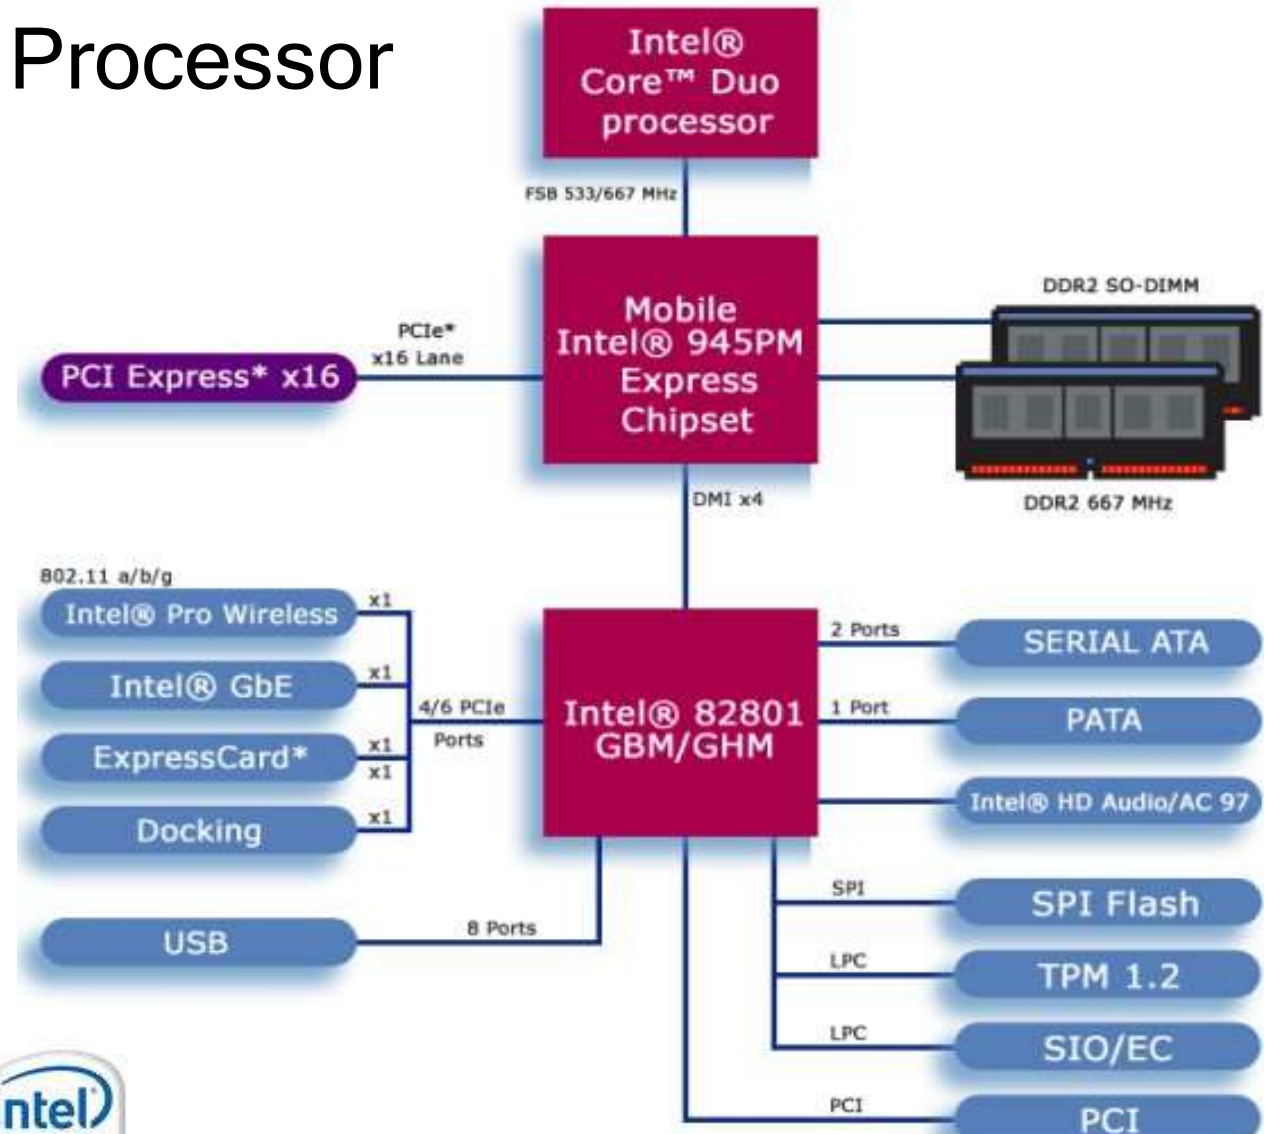 Processor
Intel®
Core™ Duo
processor
FSB 533/667 MHz
Mobile
Intel® 945PM
Express
Chipset
PCIe*
x16 Lane
PCI Express* x16
DDR2 SO-DIMM
DDR2 667 MHz
DMI x4
802.11 a/b/g
Intel® Pro Wireless
x1
Intel® GbE
x1
ExpressCard*
x1
x1
Docking
x1
4/6 PCIe
Ports
Intel® 82801
GBM/GHM
2 Ports
SERIAL ATA
1 Port
PATA
Intel® HD Audio/AC 97
USB
8 Ports
SPI
SPI Flash
LPC
TPM 1.2
LPC
SIO/EC
PCI
PCI
ntel